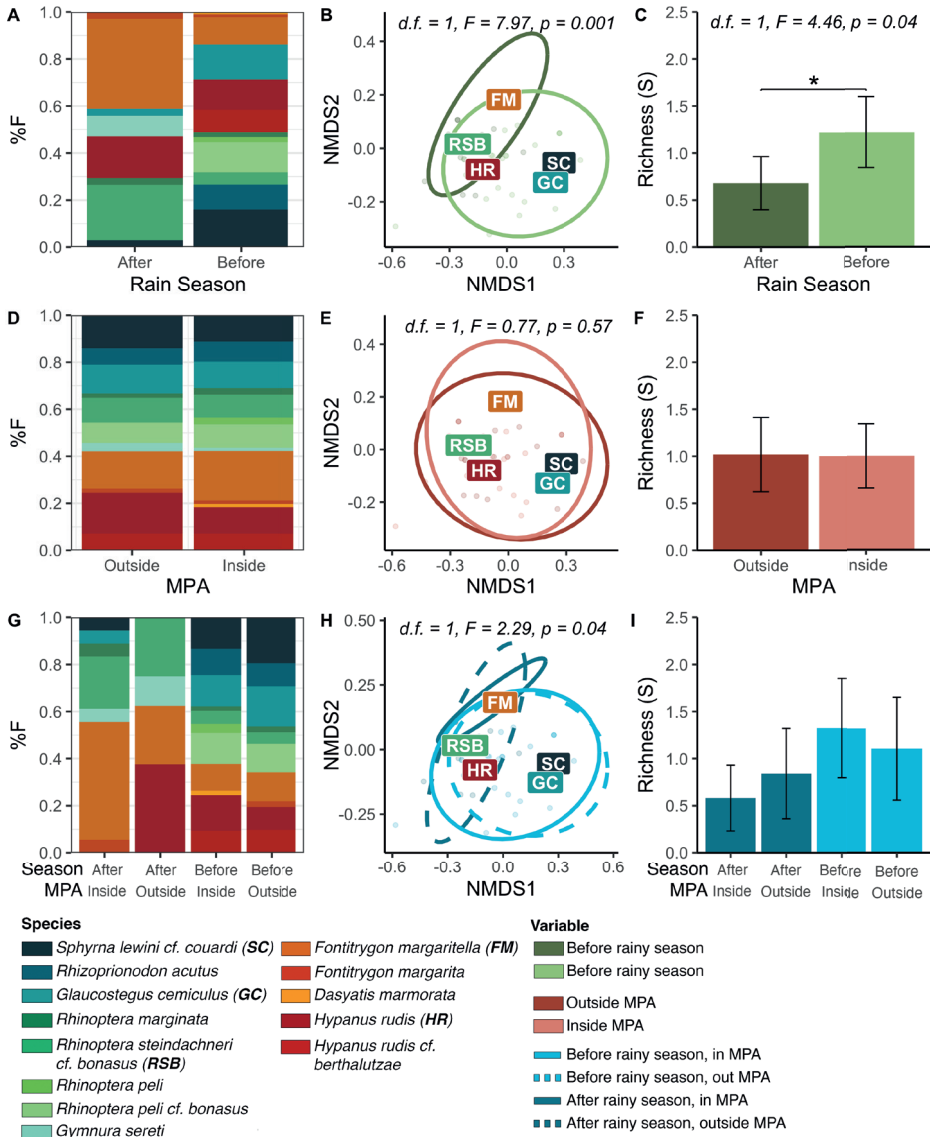 A
%F
1.0
0.8
0.6
0.4
0.2
0.0
After
Before
Rain Season
B
d.f. = 1, F = 7.97, p = 0.001
NMDS2
0.4
0.2
0.0
-0.2
FM
RSB
HR
SC
GC
-0.6
-0.3
0.0
0.3
NMDS1
C
d.f. = 1, F = 4.46, p = 0.04
Richness (S)
2.5
2.0
1.5
1.0
0.5
0.0
*
After
Before
Rain Season
D
%F
1.0
0.8
0.6
0.4
0.2
0.0
Outside
Inside
MPA
E
d.f. = 1, F = 0.77, p = 0.57
NMDS2
0.4
0.2
0.0
-0.2
FM
RSB
HR
SC
GC
-0.6
-0.3
0.0
0.3
0.6
NMDS1
F
Richness (S)
2.5
2.0
1.5
1.0
0.5
0.0
Outside
nside
MPA
G
%F
1.0
0.8
0.6
0.4
0.2
0.0
Season
After
After
Before
Before
MPA
Inside
Outside
Inside
Outside
H
d.f. = 1, F = 2.29, p = 0.04
NMDS2
0.50
0.25
0.00
-0.25
FM
RSB
HR
SC
GC
-0.6
-0.3
0.0
0.3
0.6
NMDS1
I
Richness (S)
2.5
2.0
1.5
1.0
0.5
0.0
Season
After
After
Before
Before
MPA
Inside
Outside
Inside
Outside
Species
Sphyrna lewini cf. couardi (SC)
Rhizoprionodon acutus
Glaucostegus cemiculus (GC)
Rhinoptera marginata
Rhinoptera steindachneri
cf. bonasus (RSB)
Rhinoptera peli
Rhinoptera peli cf. bonasus
Gymnura sereti
Fontitrygon margaritella (FM)
Fontitrygon margarita
Dasyatis marmorata
Hypanus rudis (HR)
Hypanus rudis cf.
berthalutzae
Variable
Before rainy season
Before rainy season
Outside MPA
Inside MPA
Before rainy season, in MPA
Before rainy season, out MPA
After rainy season, in MPA
After rainy season, outside MPA